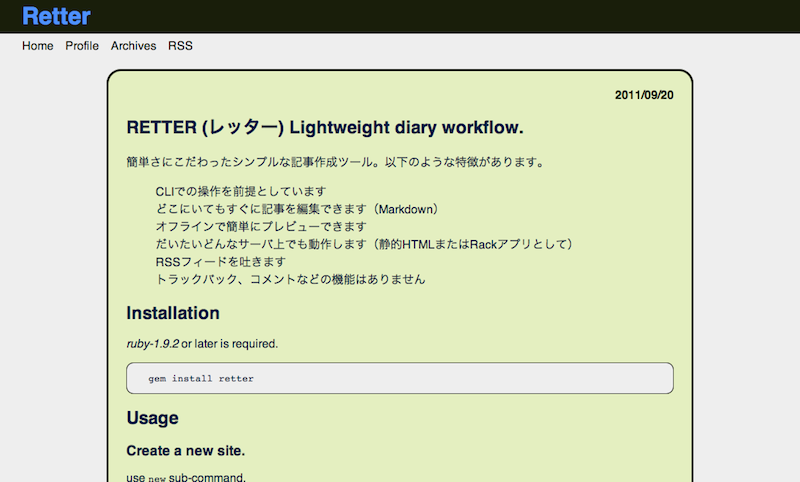 Retter
Home Profile Archives RSS
2011/09/20
RETTER (レッター) Lightweight diary workflow.
簡単さにこだわったシンプルな記事作成ツール。以下のような特徴があります。
CLIでの操作を前提としています
どこにいてもすぐに記事を編集できます（Markdown）
オフラインで簡単にプレビューできます
だいたいどんなサーバ上でも動作します（静的HTMLまたはRackアプリとして）
RSSフィードを吐きます
トラックバック、コメントなどの機能はありません
Installation
ruby-1.9.2 or later is required.
gem install retter
Usage
Create a new site.
use new sub-command.